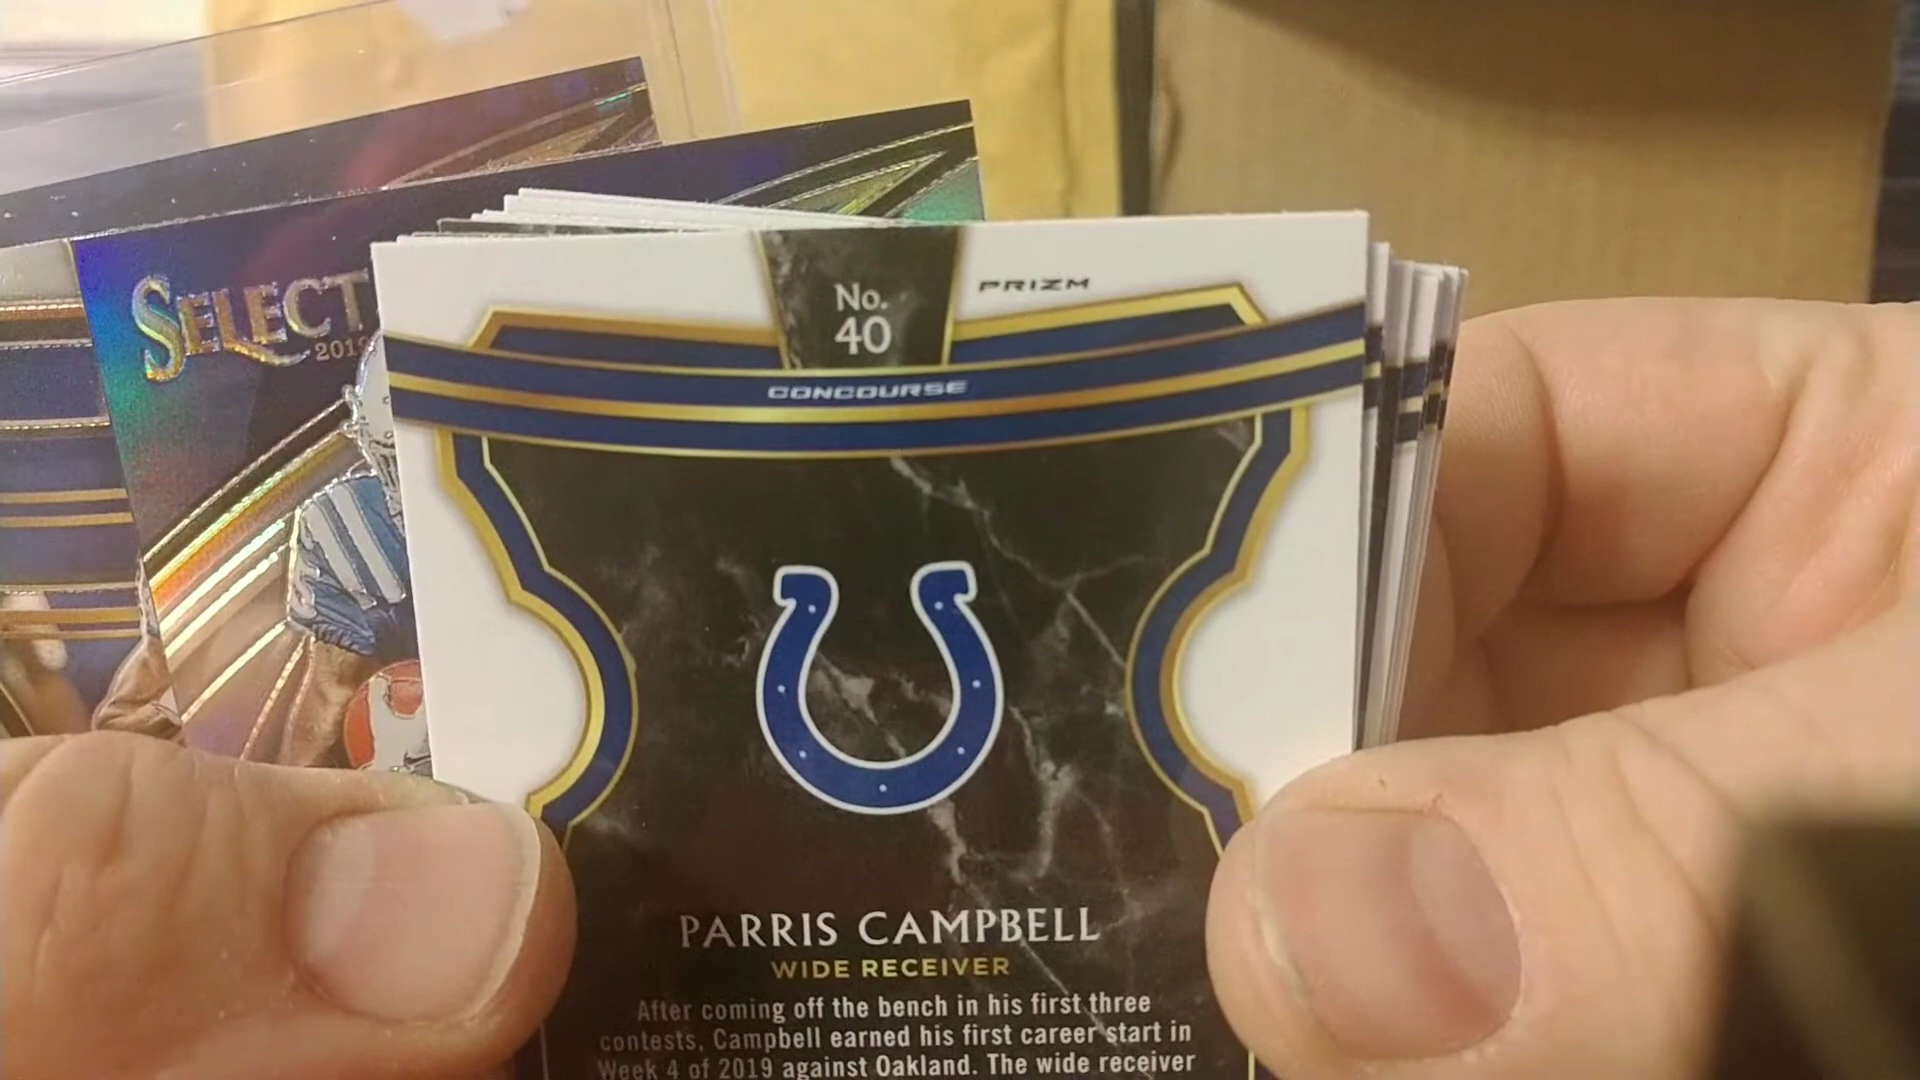 SELECT
2019
No.
40
PRIZM
CONCOURSE
PARRIS CAMPBELL
WIDE RECEIVER
After coming off the bench in his first three
contests, Campbell earned his first career start in
Week 4 of 2019 against Oakland. The wide receiver